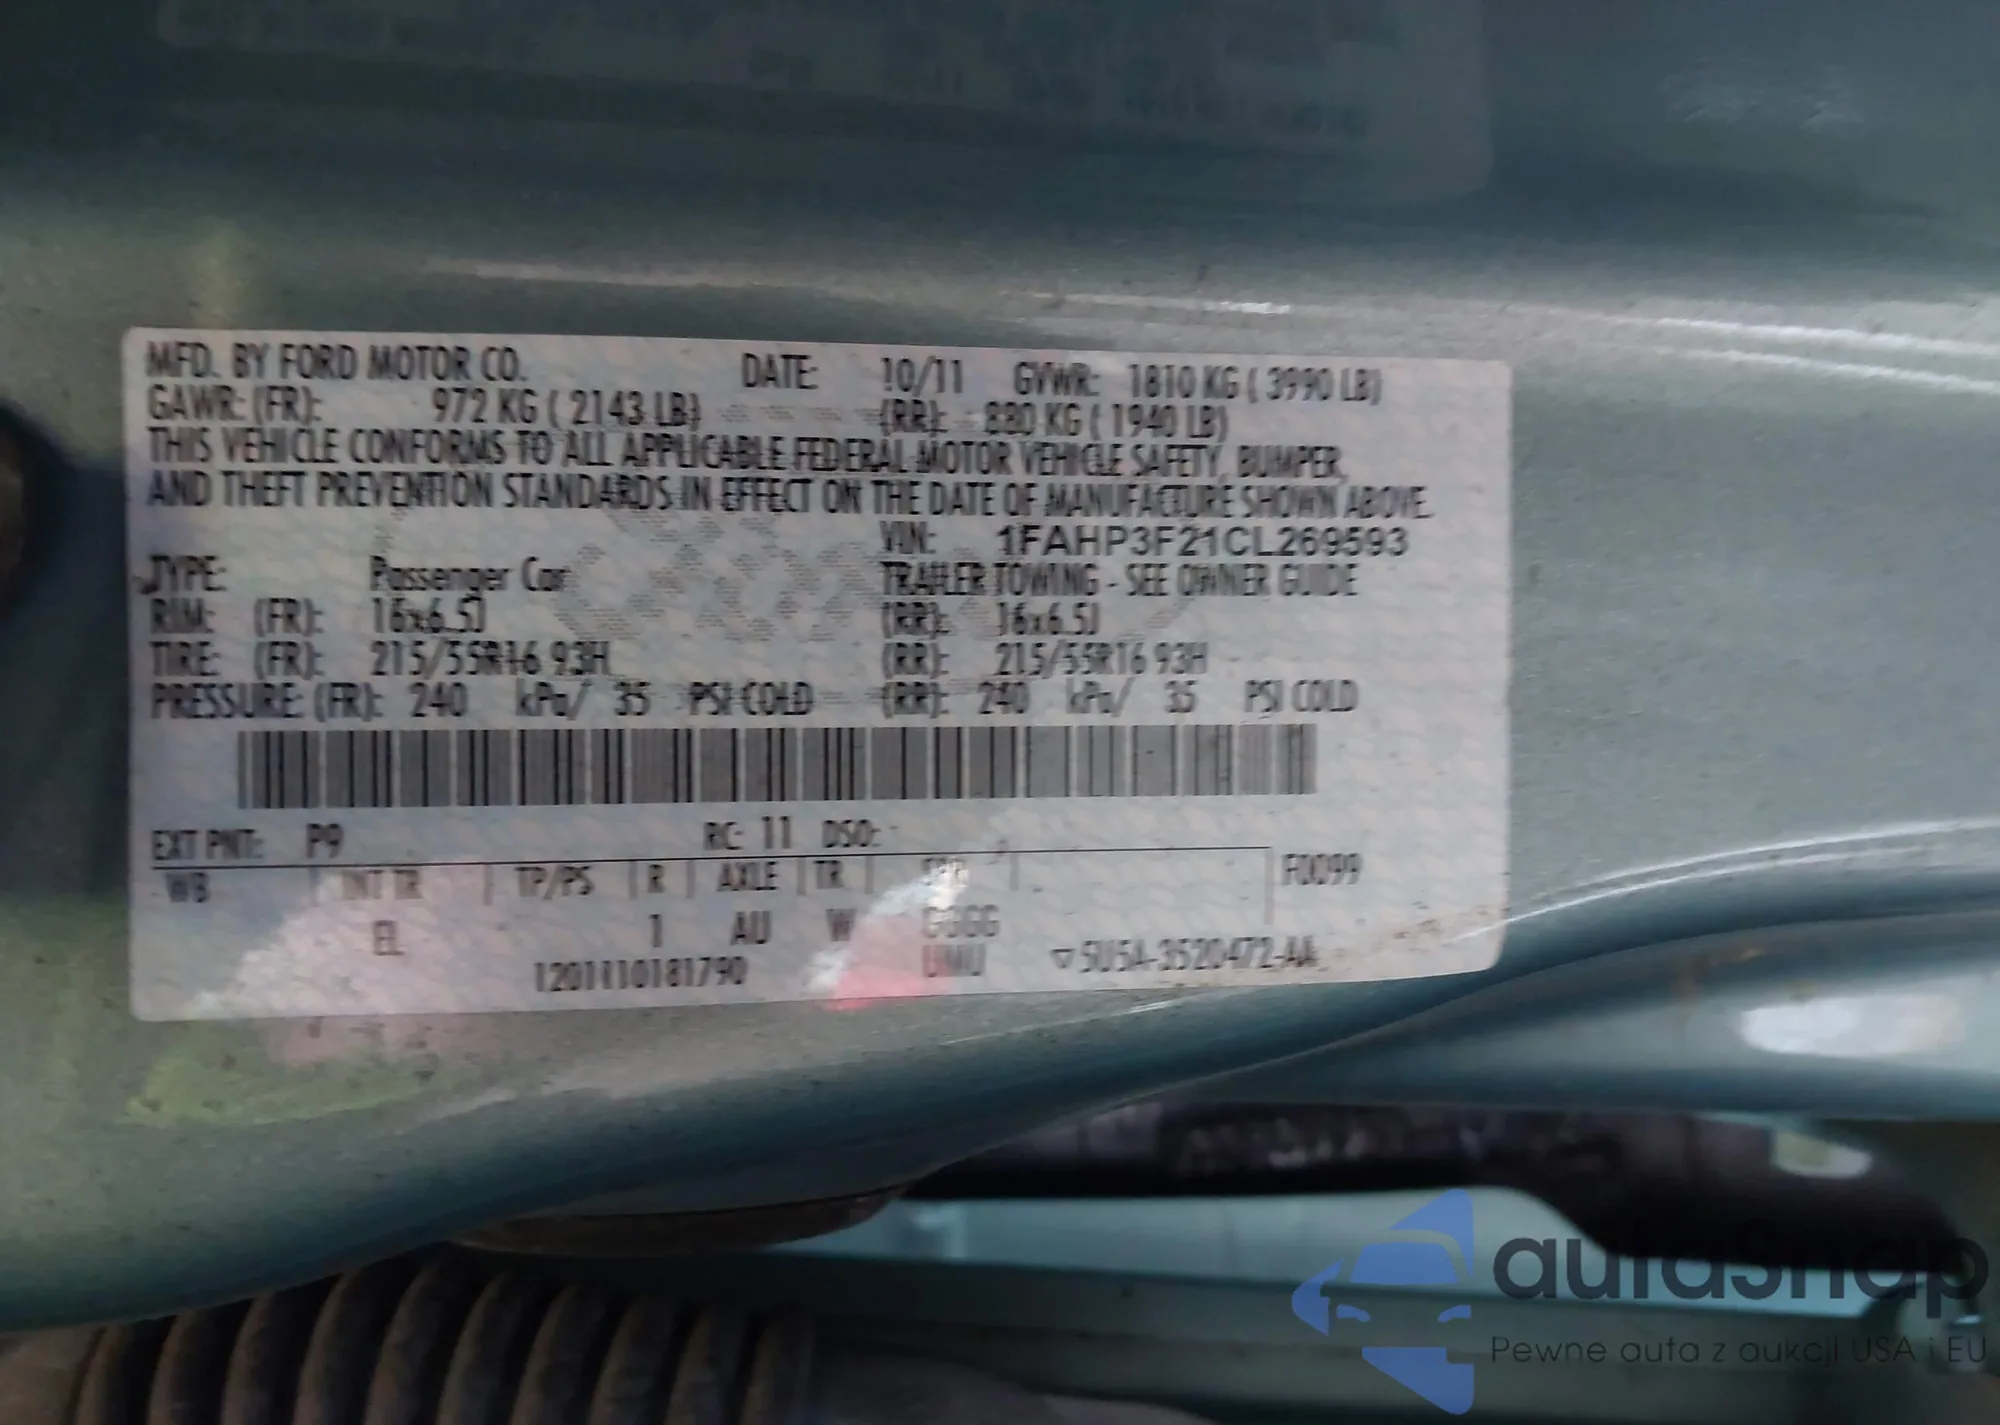 MFD. BY FORD MOTOR CO. DATE: 10/11 GVWR: 1810 KG ( 3990 LB)
GAWR: (FR): 972 KG ( 2143 LB) (RR): 880 KG ( 1940 LB)
THIS VEHICLE CONFORMS TO ALL APPLICABLE FEDERAL MOTOR VEHICLE SAFETY, BUMPER,
AND THEFT PREVENTION STANDARDS IN EFFECT ON THE DATE OF MANUFACTURE SHOWN ABOVE.
VIN: 1FAHP3F21CL269593
TYPE: Passenger Car TRAILER TOWING - SEE OWNER GUIDE
RIM: (FR): 16x6.5J (RR): 16x6.5J
TIRE: (FR): 215/55R16 93H (RR): 215/55R16 93H
PRESSURE: (FR): 240 kPa/ 35 PSI COLD (RR): 240 kPa/ 35 PSI COLD
EXT PNT: P9 RC: 11 DSO:
WB INT TR TP/PS R AXLE TR SPR F0099
EL 1 AU W GGGG
1201110181790 UMU ▽5U5A-3520472-AA
autasnap
Pewne auta z aukcji USA i EU